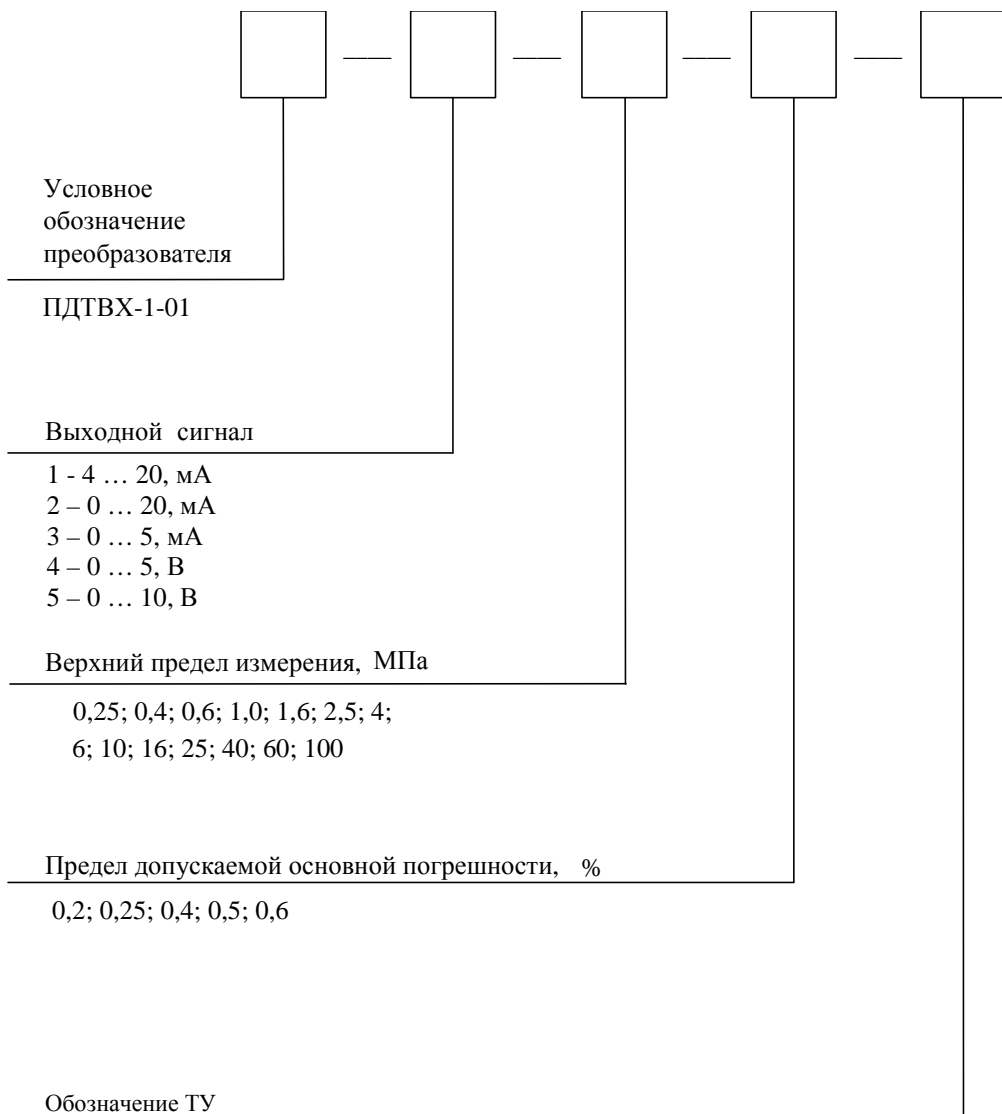 Условное
обозначение
преобразователя
ПДТВХ-1-01
Выходной сигнал
1 - 4 … 20, мА
2 – 0 … 20, мА
3 – 0 … 5, мА
4 – 0 … 5, В
5 – 0 … 10, В
Верхний предел измерения, МПа
0,25; 0,4; 0,6; 1,0; 1,6; 2,5; 4;
6; 10; 16; 25; 40; 60; 100
Предел допускаемой основной погрешности, %
0,2; 0,25; 0,4; 0,5; 0,6
Обозначение ТУ